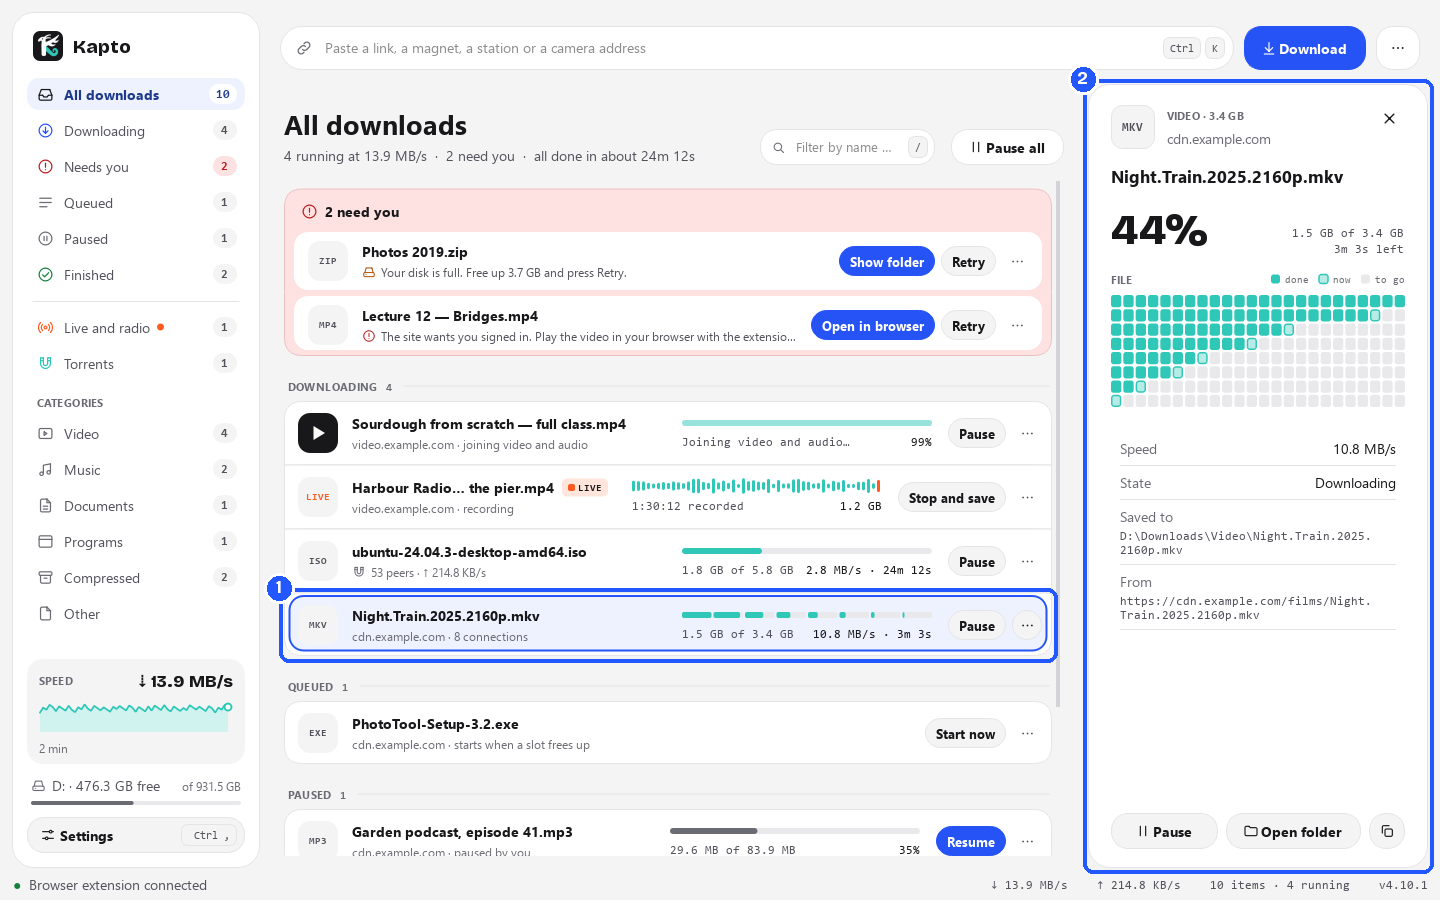 Kapto
All downloads 10
Downloading 4
Needs you 2
Queued 1
Paused 1
Finished 2
Live and radio 1
Torrents 1
CATEGORIES
Video 4
Music 2
Documents 1
Programs 1
Compressed 2
Other
SPEED ↓ 13.9 MB/s
2 min
D: · 476.3 GB free of 931.5 GB
Settings Ctrl ,
Browser extension connected
Paste a link, a magnet, a station or a camera address Ctrl K
Download
All downloads
4 running at 13.9 MB/s · 2 need you · all done in about 24m 12s
Filter by name ... /
Pause all
2 need you
ZIP
Photos 2019.zip
Your disk is full. Free up 3.7 GB and press Retry.
Show folder
Retry
MP4
Lecture 12 — Bridges.mp4
The site wants you signed in. Play the video in your browser with the extensio...
Open in browser
Retry
DOWNLOADING 4
Sourdough from scratch — full class.mp4
video.example.com · joining video and audio
Joining video and audio… 99%
Pause
LIVE
Harbour Radio... the pier.mp4 LIVE
video.example.com · recording
1:30:12 recorded 1.2 GB
Stop and save
ISO
ubuntu-24.04.3-desktop-amd64.iso
53 peers · ↑ 214.8 KB/s
1.8 GB of 5.8 GB 2.8 MB/s · 24m 12s
Pause
1
MKV
Night.Train.2025.2160p.mkv
cdn.example.com · 8 connections
1.5 GB of 3.4 GB 10.8 MB/s · 3m 3s
Pause
QUEUED 1
EXE
PhotoTool-Setup-3.2.exe
cdn.example.com · starts when a slot frees up
Start now
PAUSED 1
MP3
Garden podcast, episode 41.mp3
cdn.example.com · paused by you
29.6 MB of 83.9 MB 35%
Resume
2
MKV
VIDEO · 3.4 GB
cdn.example.com
Night.Train.2025.2160p.mkv
44%
1.5 GB of 3.4 GB
3m 3s left
FILE done now to go
Speed 10.8 MB/s
State Downloading
Saved to
D:\Downloads\Video\Night.Train.2025.
2160p.mkv
From
https://cdn.example.com/films/Night.
Train.2025.2160p.mkv
Pause
Open folder
↓ 13.9 MB/s ↑ 214.8 KB/s 10 items · 4 running v4.10.1